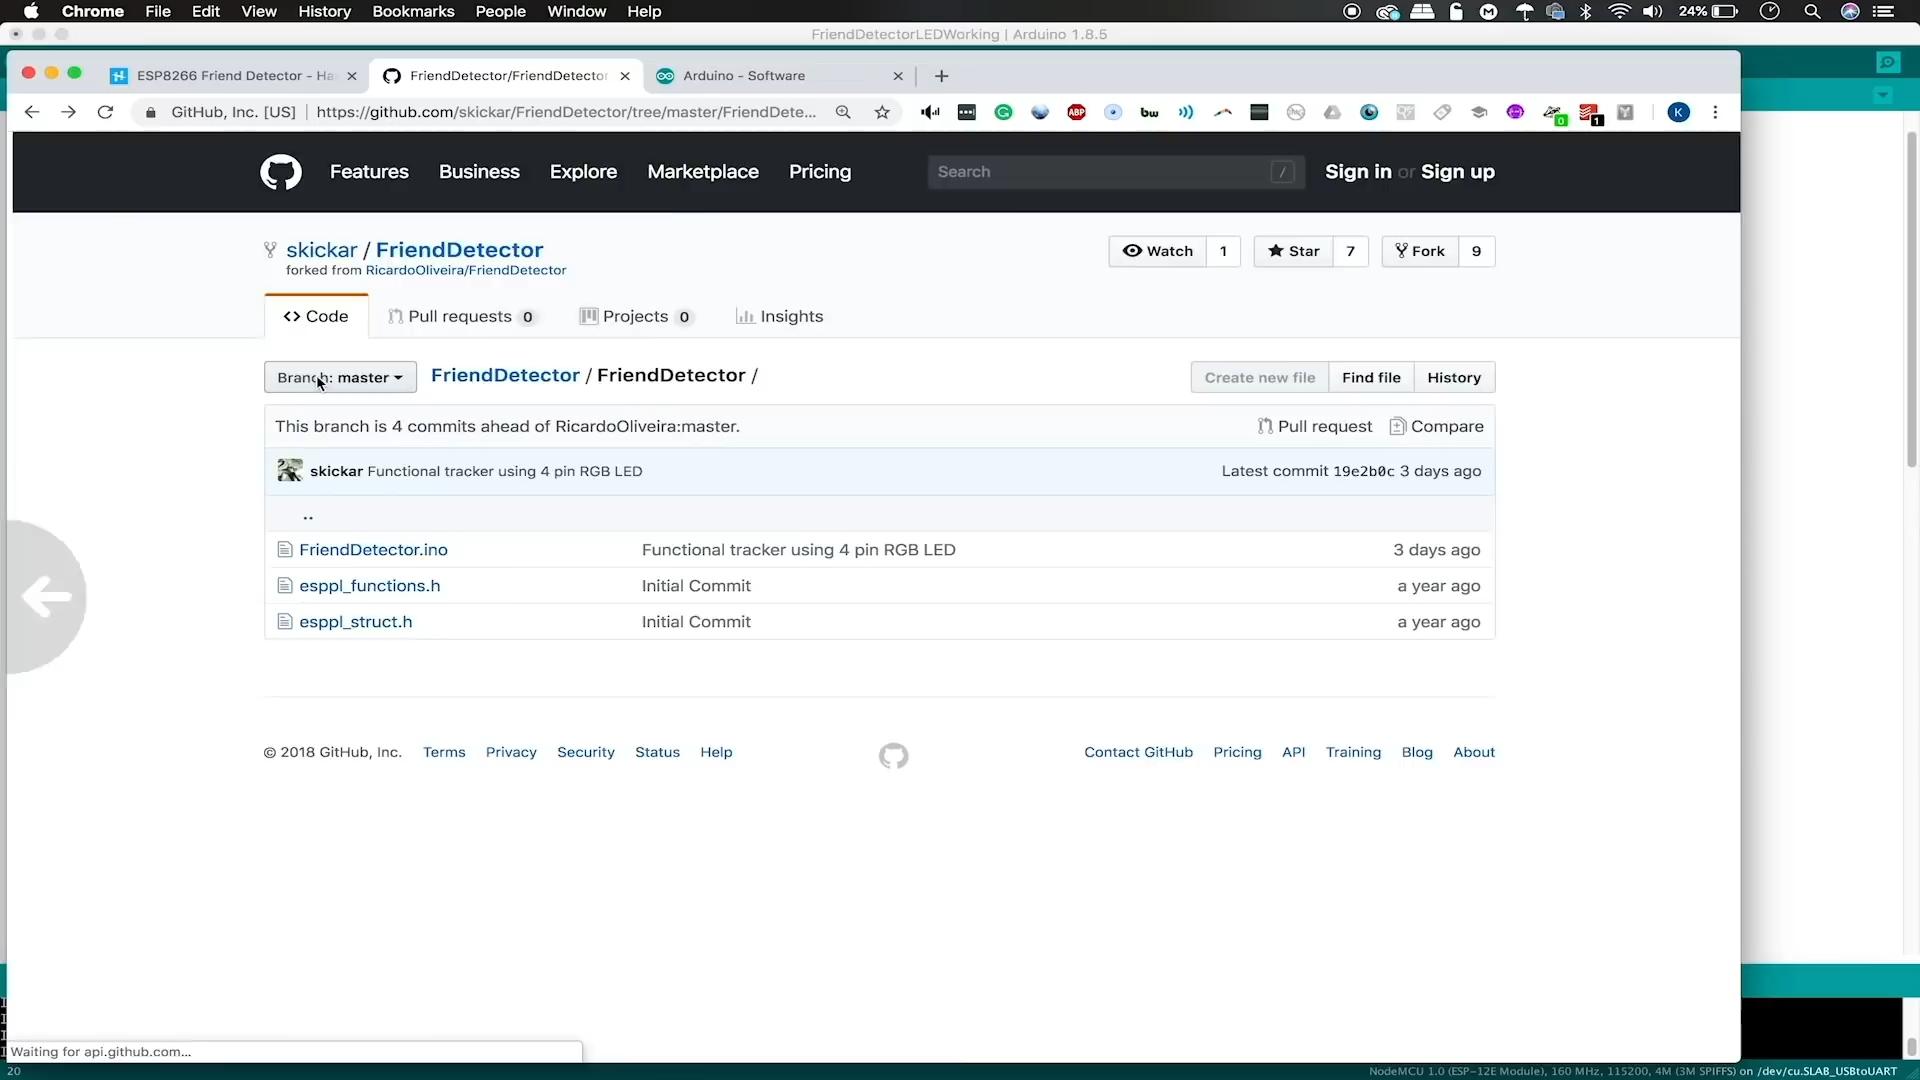 Chrome File Edit View History Bookmarks People Window Help 24%
FriendDetectorLEDWorking | Arduino 1.8.5
ESP8266 Friend Detector - Ha FriendDetector/FriendDetector Arduino - Software
GitHub, Inc. [US] https://github.com/skickar/FriendDetector/tree/master/FriendDete... ABP bw 0 1 K
Features Business Explore Marketplace Pricing Search / Sign in or Sign up
skickar / FriendDetector Watch 1 Star 7 Fork 9
forked from RicardoOliveira/FriendDetector
Code Pull requests 0 Projects 0 Insights
Branch: master FriendDetector / FriendDetector / Create new file Find file History
This branch is 4 commits ahead of RicardoOliveira:master. Pull request Compare
skickar Functional tracker using 4 pin RGB LED Latest commit 19e2b0c 3 days ago
..
FriendDetector.ino Functional tracker using 4 pin RGB LED 3 days ago
esppl_functions.h Initial Commit a year ago
esppl_struct.h Initial Commit a year ago
© 2018 GitHub, Inc. Terms Privacy Security Status Help Contact GitHub Pricing API Training Blog About
Waiting for api.github.com...
20 NodeMCU 1.0 (ESP-12E Module), 160 MHz, 115200, 4M (3M SPIFFS) on /dev/cu.SLAB_USBtoUART